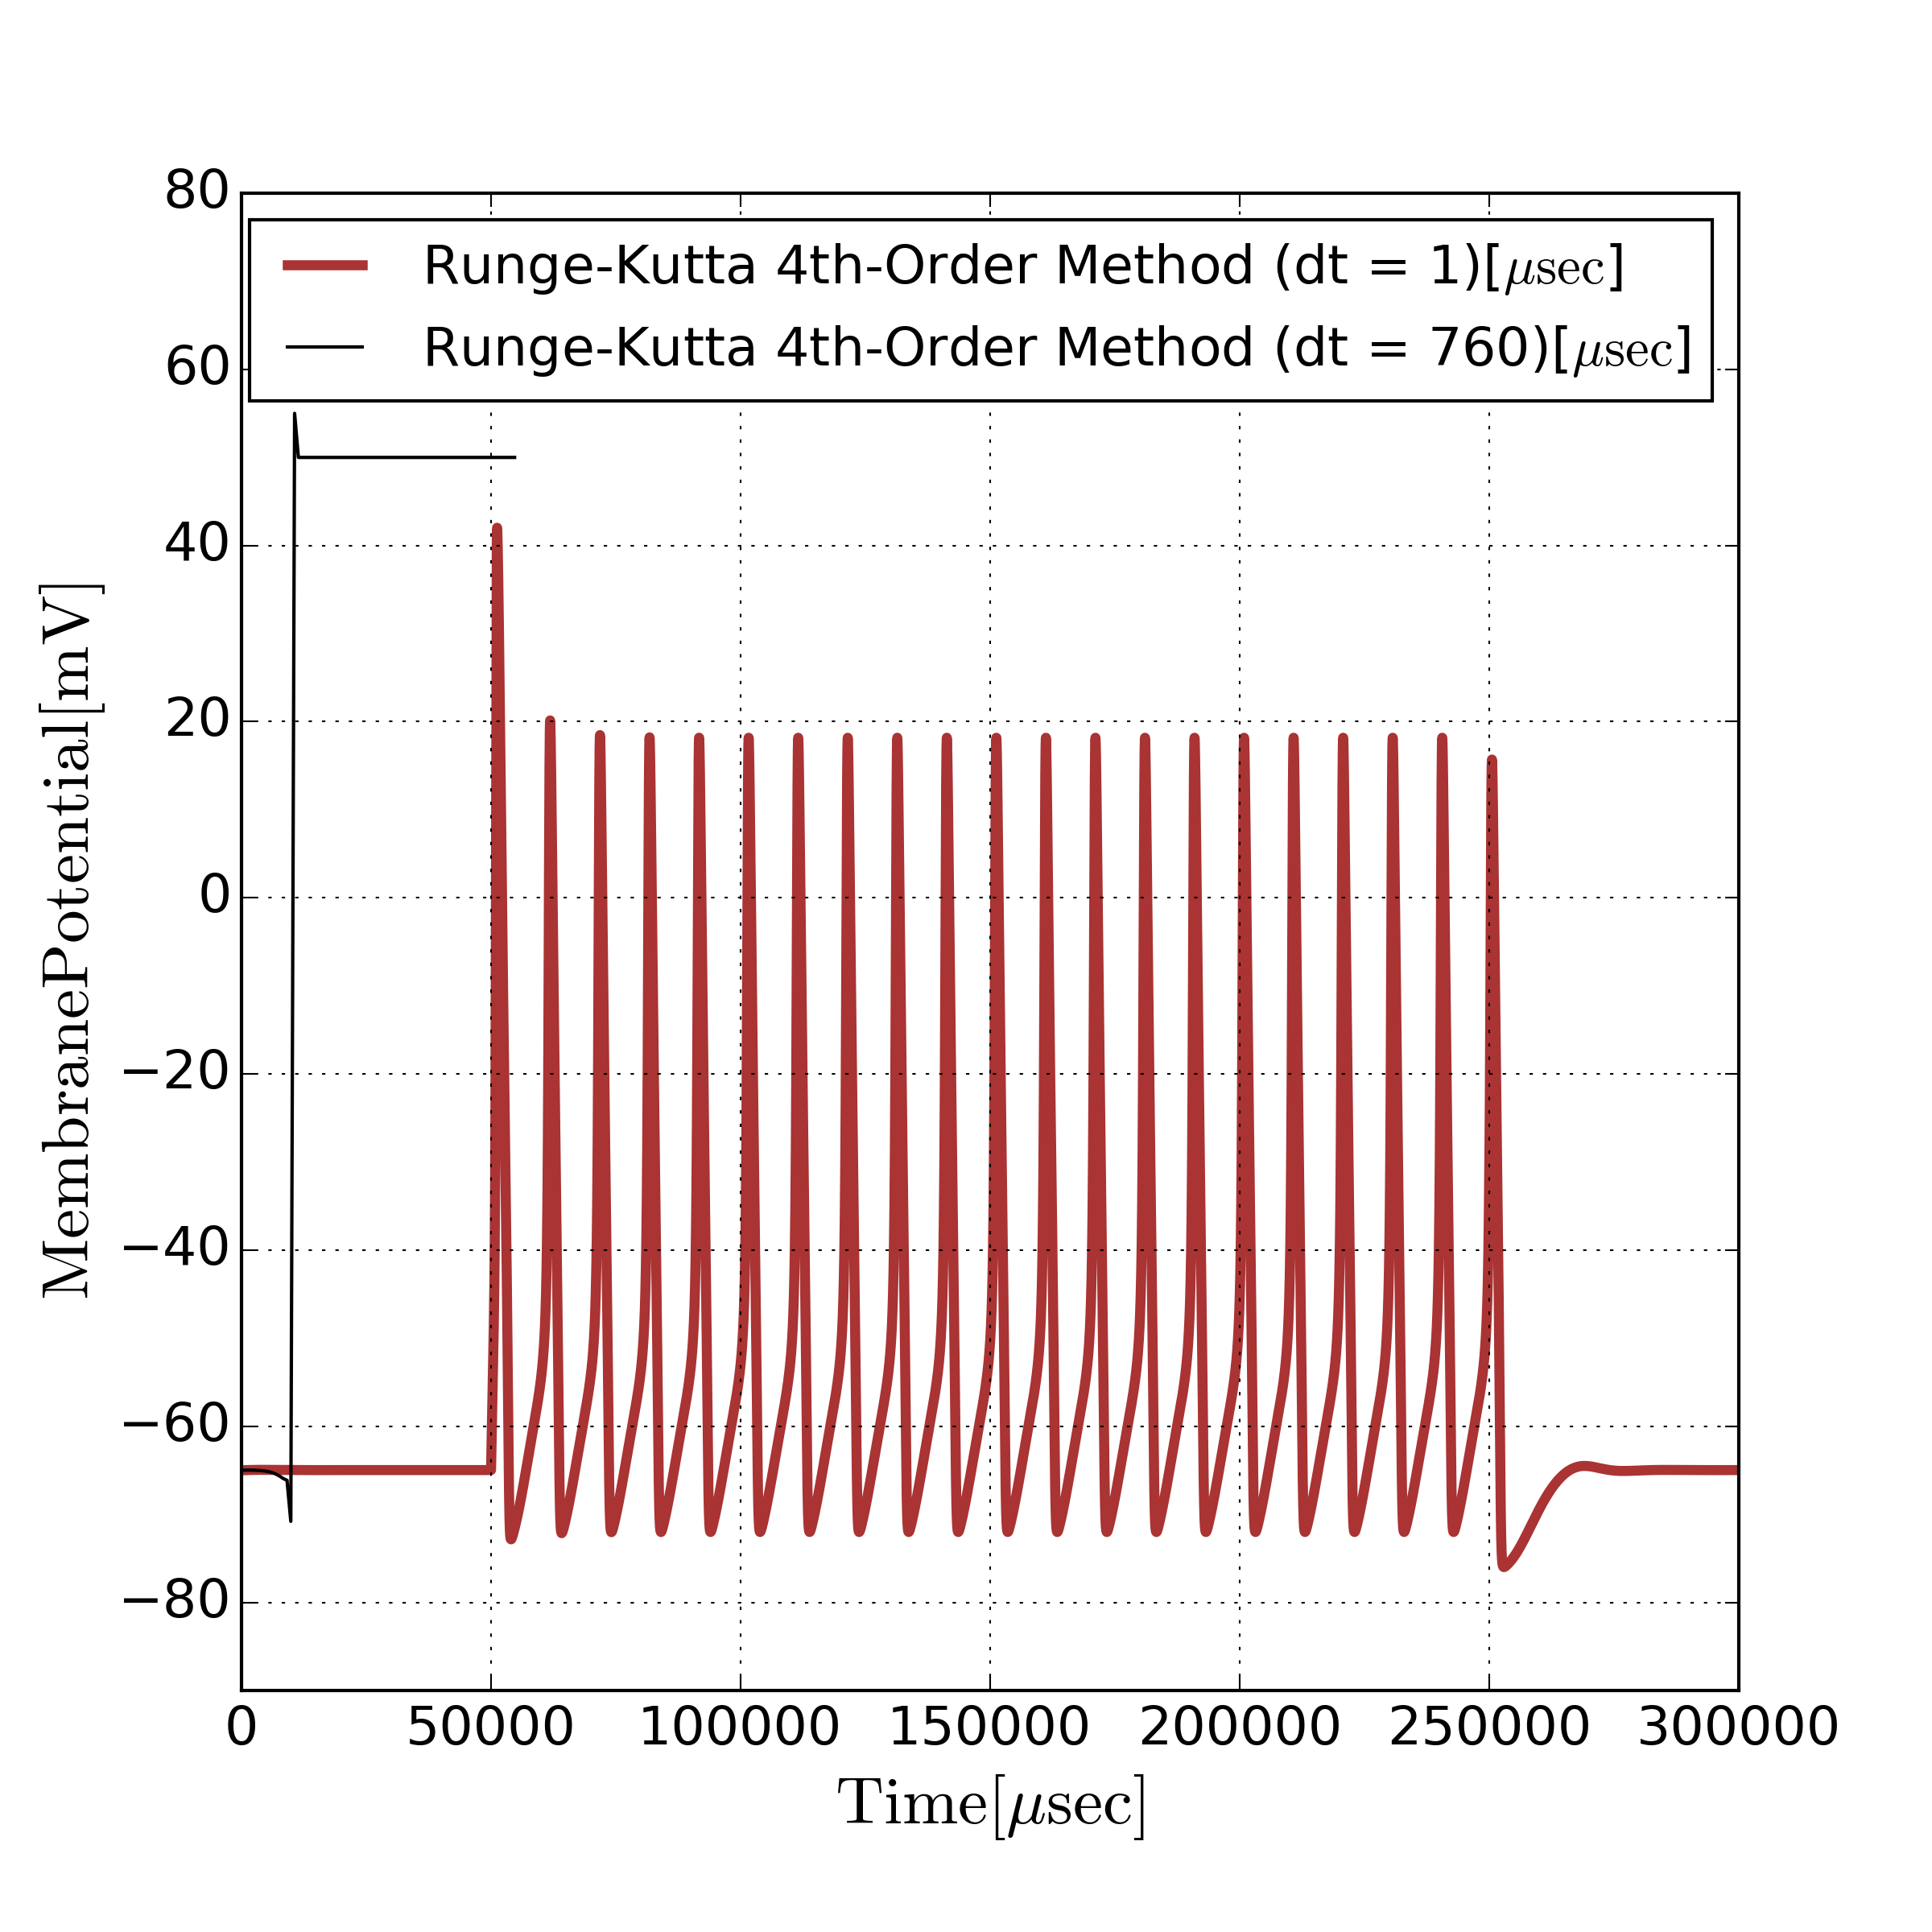 80
Runge-Kutta 4th-Order Method (dt = 1)[μsec]
Runge-Kutta 4th-Order Method (dt = 760)[μsec]
60
40
20
0
−20
−40
−60
−80
MembranePotential[mV]
0 50000 100000 150000 200000 250000 300000
Time[μsec]